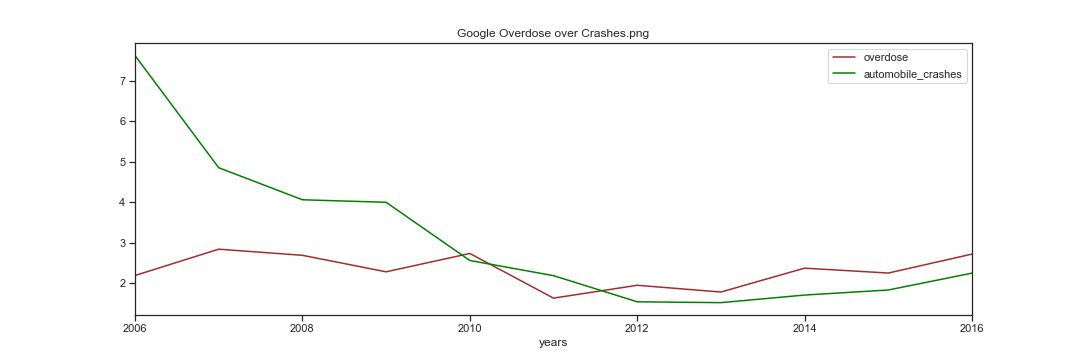 Google Overdose over Crashes.png
overdose
automobile_crashes
7
6
5
4
3
2
2006 2008 2010 2012 2014 2016
years